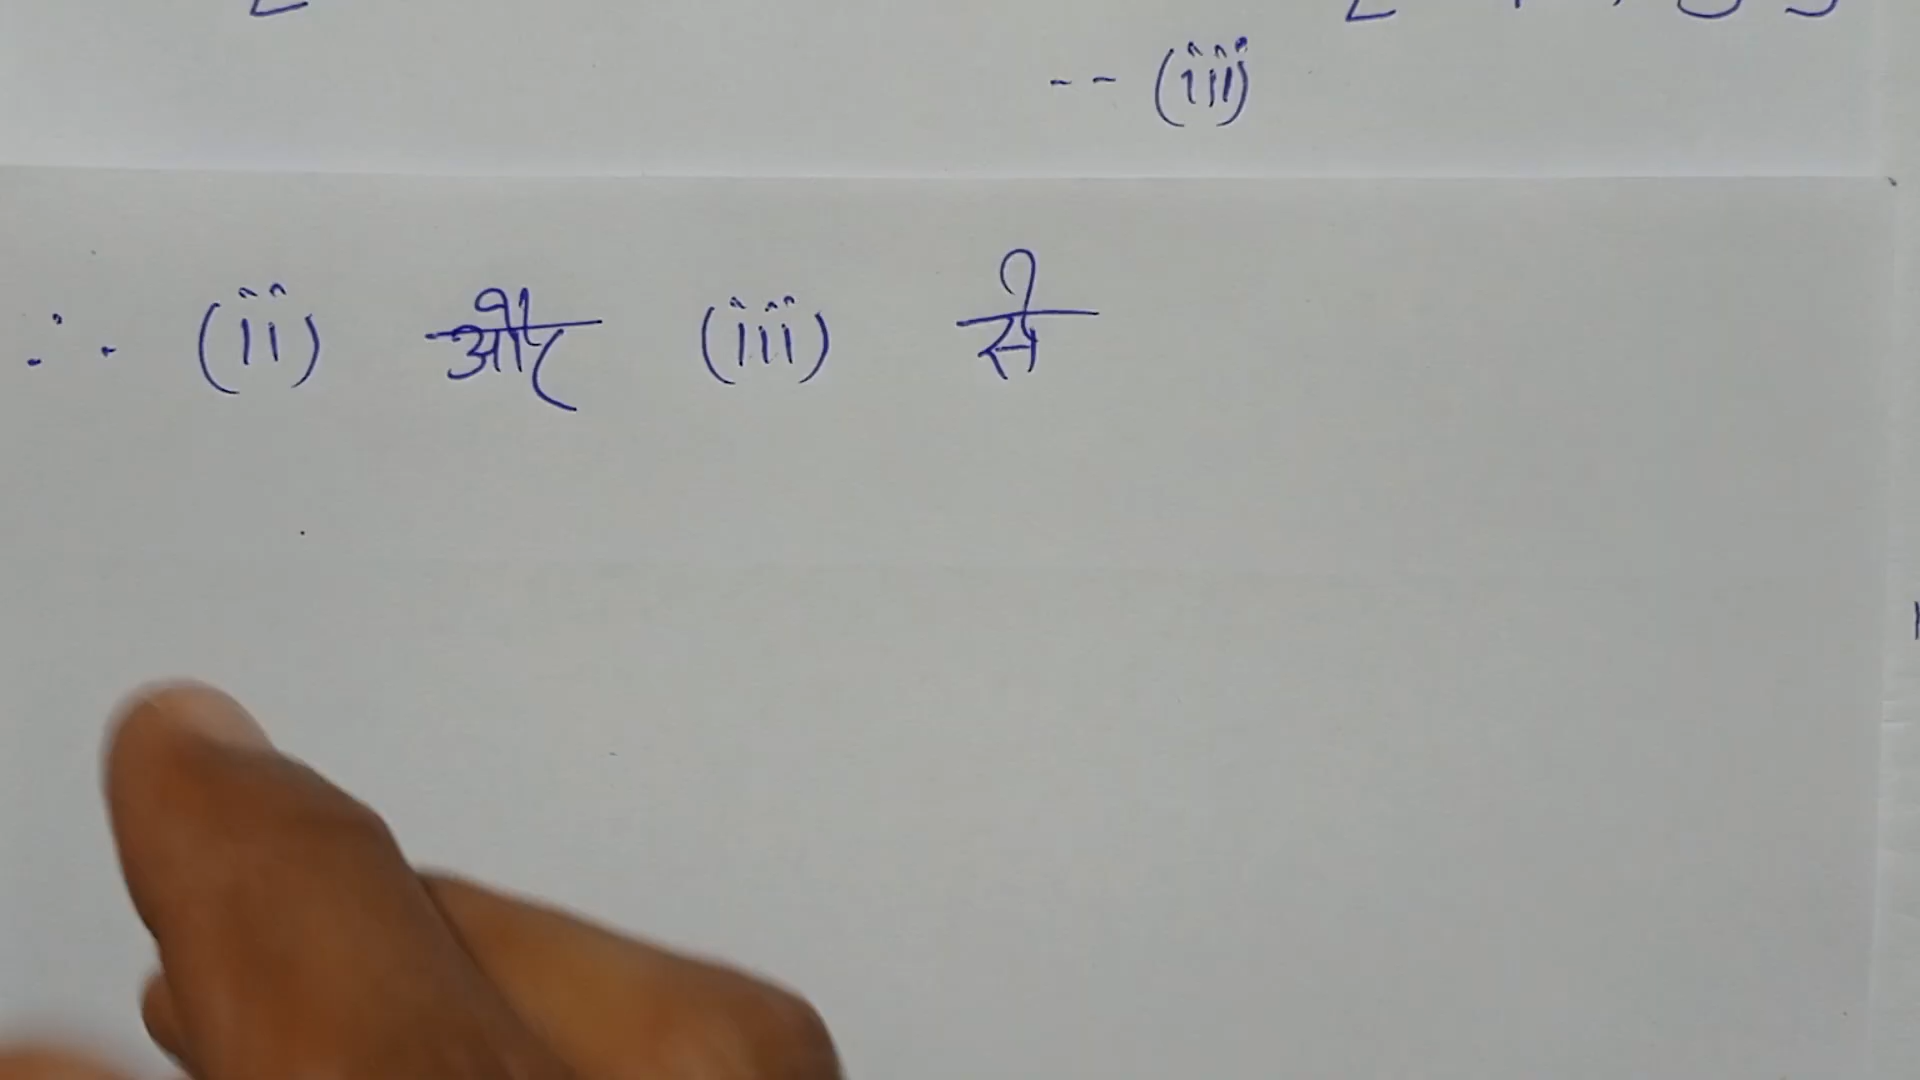 -- (iii)
∴ (ii) और (iii) से